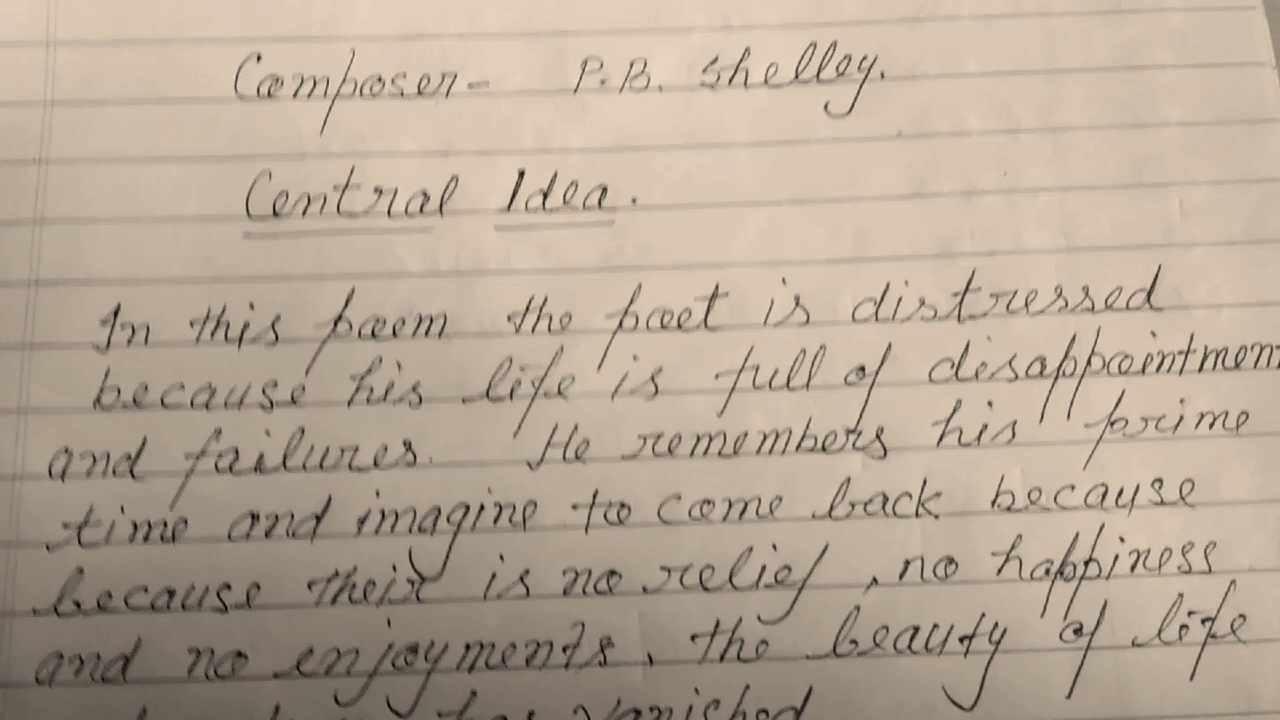 Composer- P.B. Shelley.
Central Idea.
In this poem the poet is distressed
because his life is full of disappointmen
and failures. He remembers his prime
time and imagine to come back because
because their is no relief, no happiness
and no enjoyments, the beauty of life
has vanished